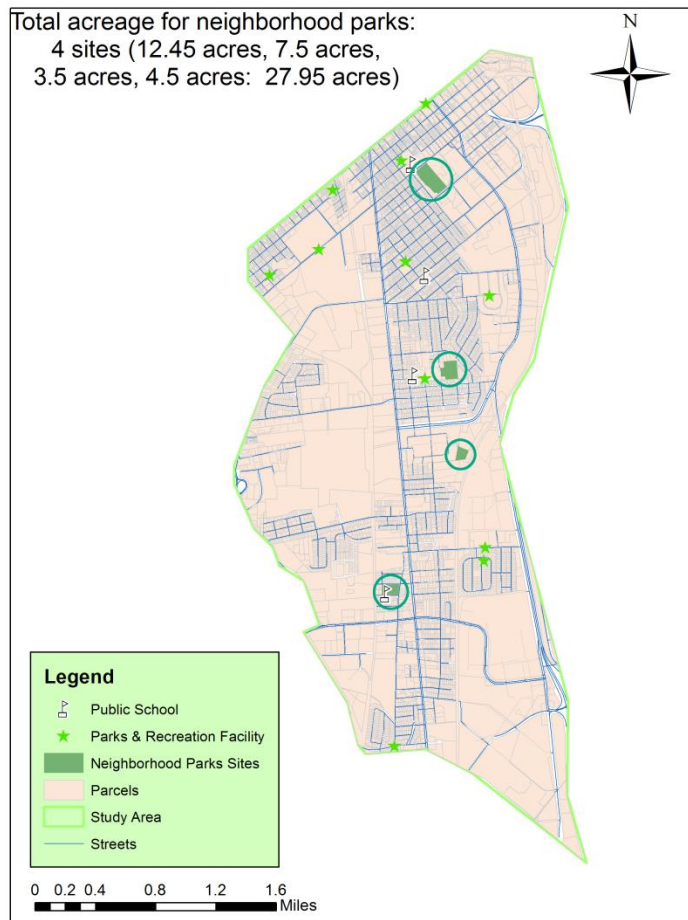 Total acreage for neighborhood parks:
4 sites (12.45 acres, 7.5 acres,
3.5 acres, 4.5 acres: 27.95 acres)
N
Legend
Public School
Parks & Recreation Facility
Neighborhood Parks Sites
Parcels
Study Area
Streets
0 0.2 0.4 0.8 1.2 1.6
Miles